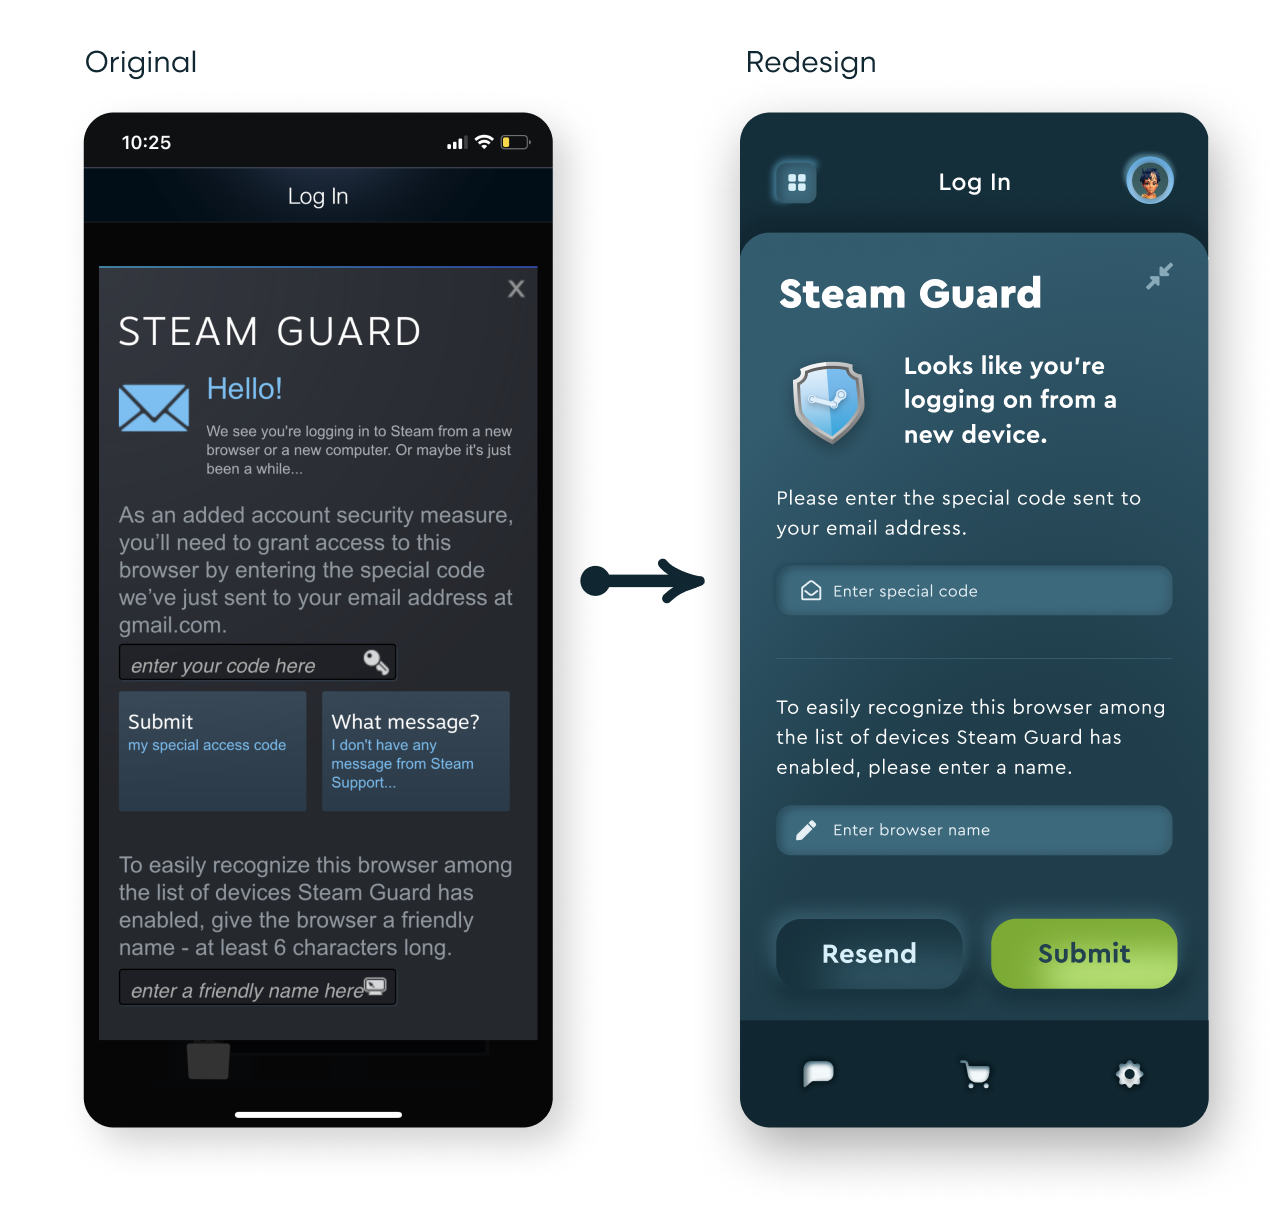 Original
10:25
Log In
X
STEAM GUARD
Hello!
We see you're logging in to Steam from a new
browser or a new computer. Or maybe it's just
been a while...
As an added account security measure,
you’ll need to grant access to this
browser by entering the special code
we’ve just sent to your email address at
gmail.com.
enter your code here
Submit
my special access code
What message?
I don't have any
message from Steam
Support...
To easily recognize this browser among
the list of devices Steam Guard has
enabled, give the browser a friendly
name - at least 6 characters long.
enter a friendly name here
Redesign
Log In
Steam Guard
Looks like you're
logging on from a
new device.
Please enter the special code sent to
your email address.
Enter special code
To easily recognize this browser among
the list of devices Steam Guard has
enabled, please enter a name.
Enter browser name
Resend
Submit